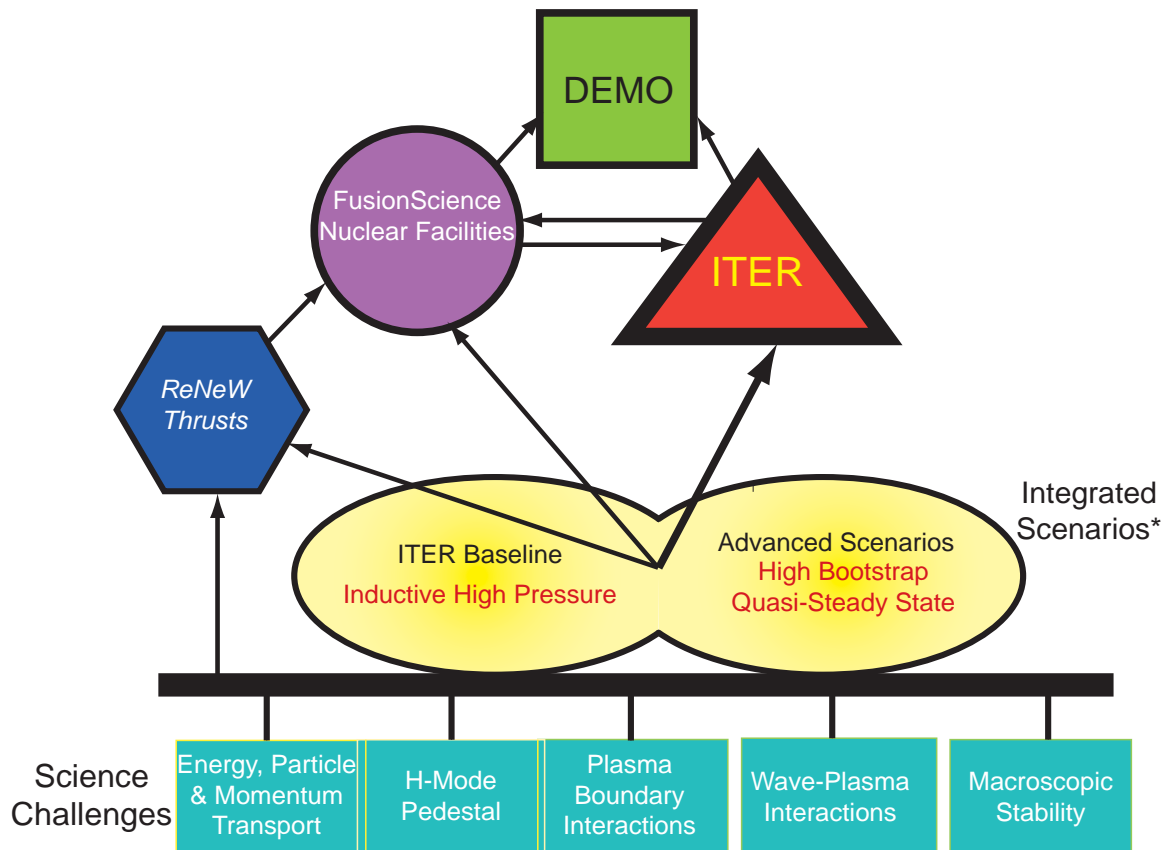 DEMO
FusionScience
Nuclear Facilities
ITER
ReNeW
Thrusts
Integrated
Scenarios*
ITER Baseline
Inductive High Pressure
Advanced Scenarios
High Bootstrap
Quasi-Steady State
Science
Challenges
Energy, Particle
& Momentum
Transport
H-Mode
Pedestal
Plasma
Boundary
Interactions
Wave-Plasma
Interactions
Macroscopic
Stability